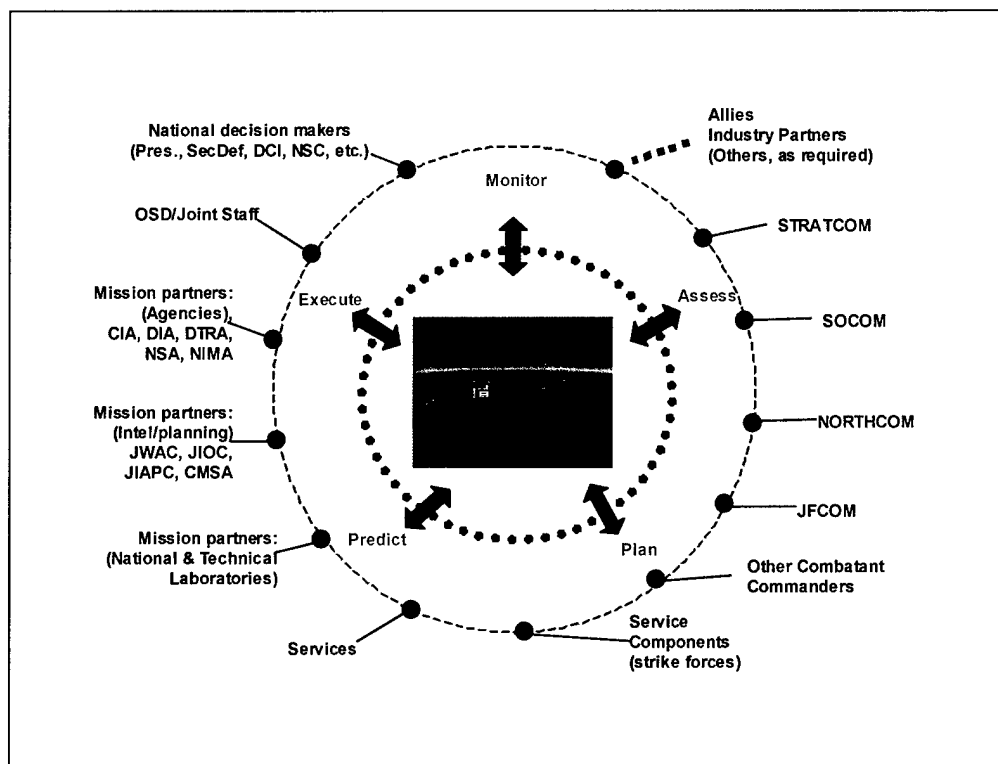 National decision makers
(Pres., SecDef, DCI, NSC, etc.)
Allies
Industry Partners
(Others, as required)
Monitor
OSD/Joint Staff
STRATCOM
Execute
Assess
Mission partners:
(Agencies),
CIA, DIA, DTRA,
NSA, NIMA
SOCOM
Mission partners:
(Intel/planning)
JWAC, JIOC,
JIAPC, CMSA
NORTHCOM
JFCOM
Mission partners:
(National & Technical
Laboratories)
Predict
Plan
Other Combatant
Commanders
Services
Service
Components
(strike forces)